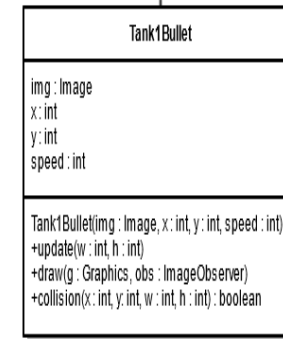 Tank1Bullet
img : Image
x : int
y : int
speed : int
Tank1Bullet(img : Image, x : int, y : int, speed : int)
+update(w : int, h : int)
+draw(g : Graphics, obs : ImageObserver)
+collision(x : int, y: int, w : int, h : int) : boolean